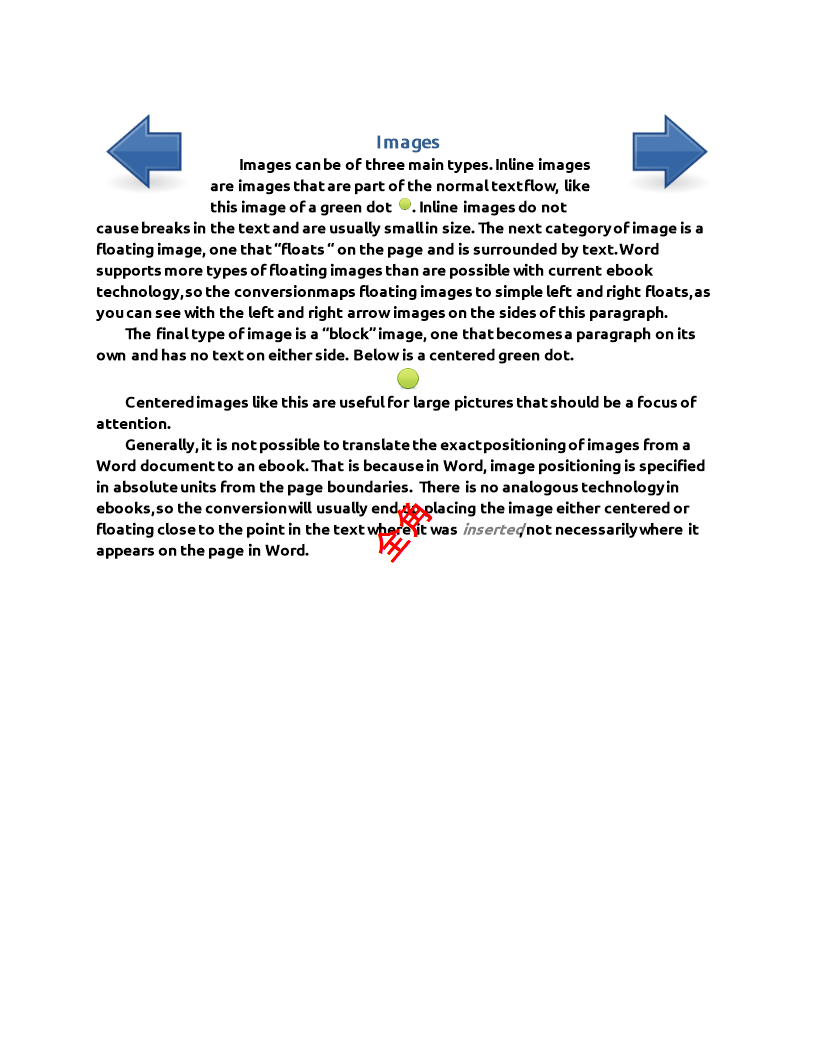 Images
Images can be of three main types. Inline images
are images that are part of the normal text flow, like
this image of a green dot . Inline images do not
cause breaks in the text and are usually small in size. The next category of image is a
floating image, one that “floats “ on the page and is surrounded by text. Word
supports more types of floating images than are possible with current ebook
technology, so the conversion maps floating images to simple left and right floats, as
you can see with the left and right arrow images on the sides of this paragraph.
The final type of image is a “block” image, one that becomes a paragraph on its
own and has no text on either side. Below is a centered green dot.
Centered images like this are useful for large pictures that should be a focus of
attention.
Generally, it is not possible to translate the exact positioning of images from a
Word document to an ebook. That is because in Word, image positioning is specified
in absolute units from the page boundaries. There is no analogous technology in
ebooks, so the conversion will usually end up placing the image either centered or
floating close to the point in the text where it was inserted, not necessarily where it
appears on the page in Word.
全角